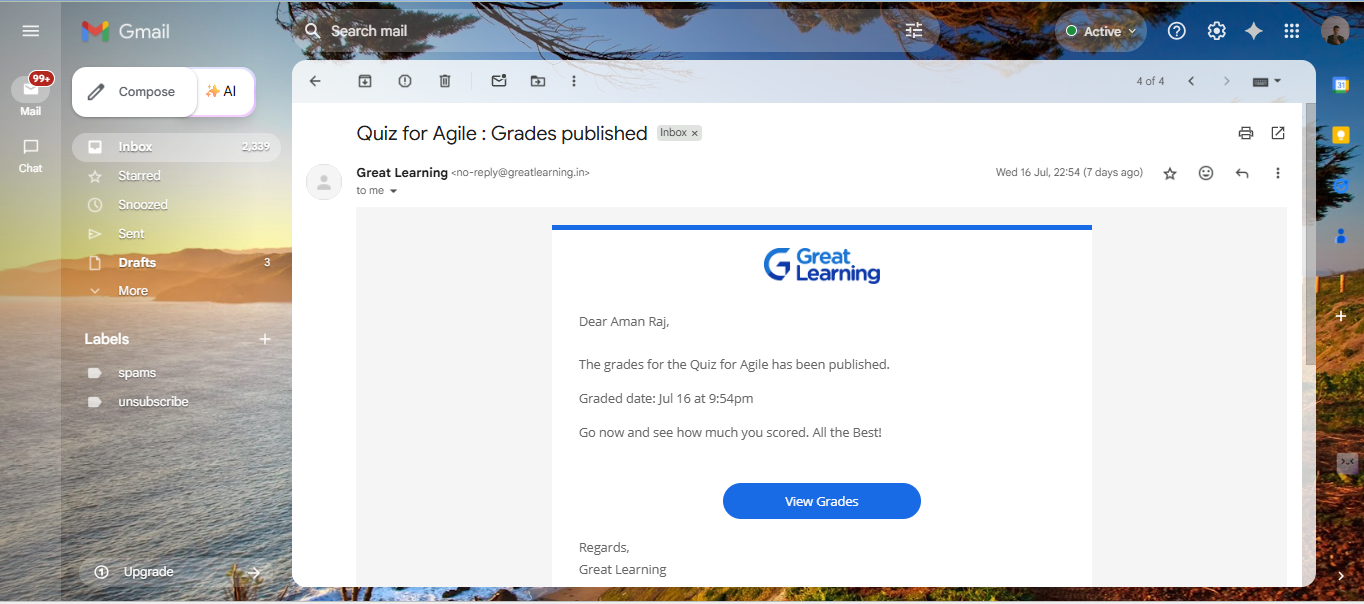 Gmail
Search mail
Active
99+
Mail
Chat
Compose
AI
Inbox 2,339
Starred
Snoozed
Sent
Drafts 3
More
Labels
spams
unsubscribe
1 Upgrade
4 of 4
Quiz for Agile : Grades published Inbox ×
Great Learning <no-reply@greatlearning.in>
Wed 16 Jul, 22:54 (7 days ago)
to me
Great
Learning
Dear Aman Raj,
The grades for the Quiz for Agile has been published.
Graded date: Jul 16 at 9:54pm
Go now and see how much you scored. All the Best!
View Grades
Regards,
Great Learning
31